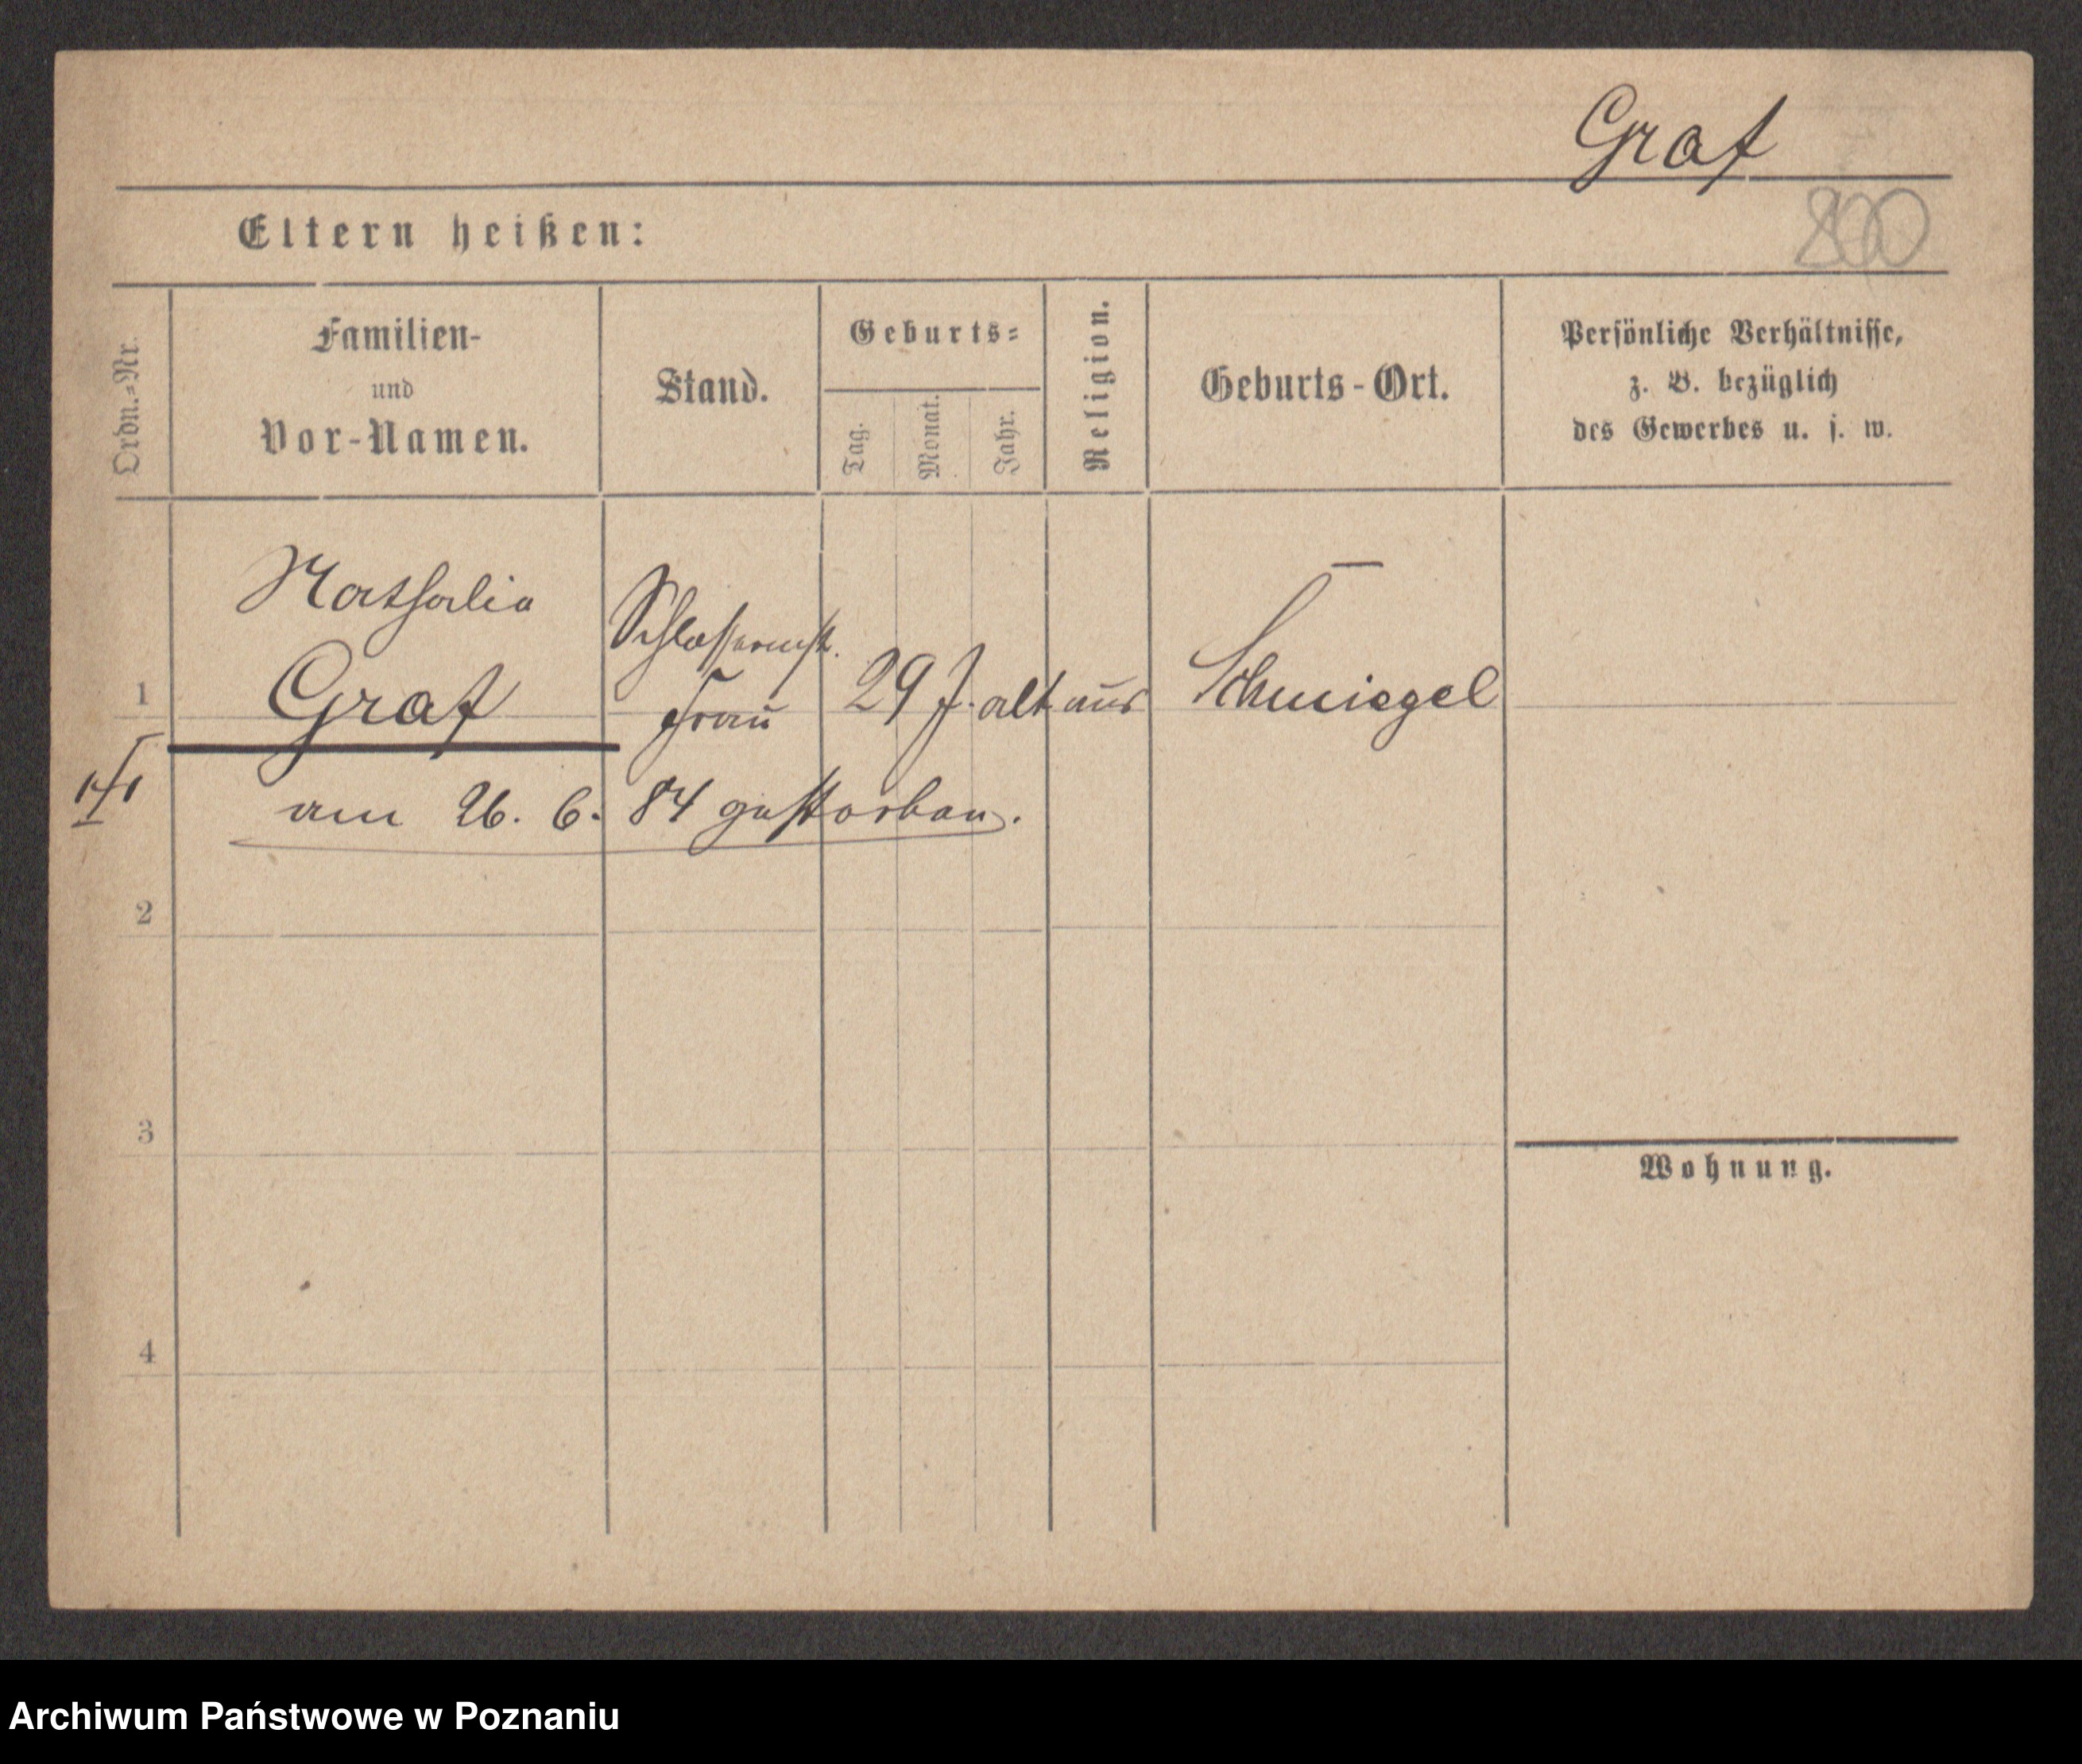 Graf
Eltern heißen:
800
Ordn.-Nr.
Familien-
und
Vor-Namen.
Stand.
Geburts-
Tag.
Monat.
Jahr.
Religion.
Geburts-Ort.
Persönliche Verhältnisse,
z. B. bezüglich
des Gewerbes u. s. w.
Nathalie
Schlossermst.
1 Graf Frau 29 J. alt aus Schmiegel
am 26. 6. 84 gestorben.
2
3
Wohnung.
4
Archiwum Państwowe w Poznaniu